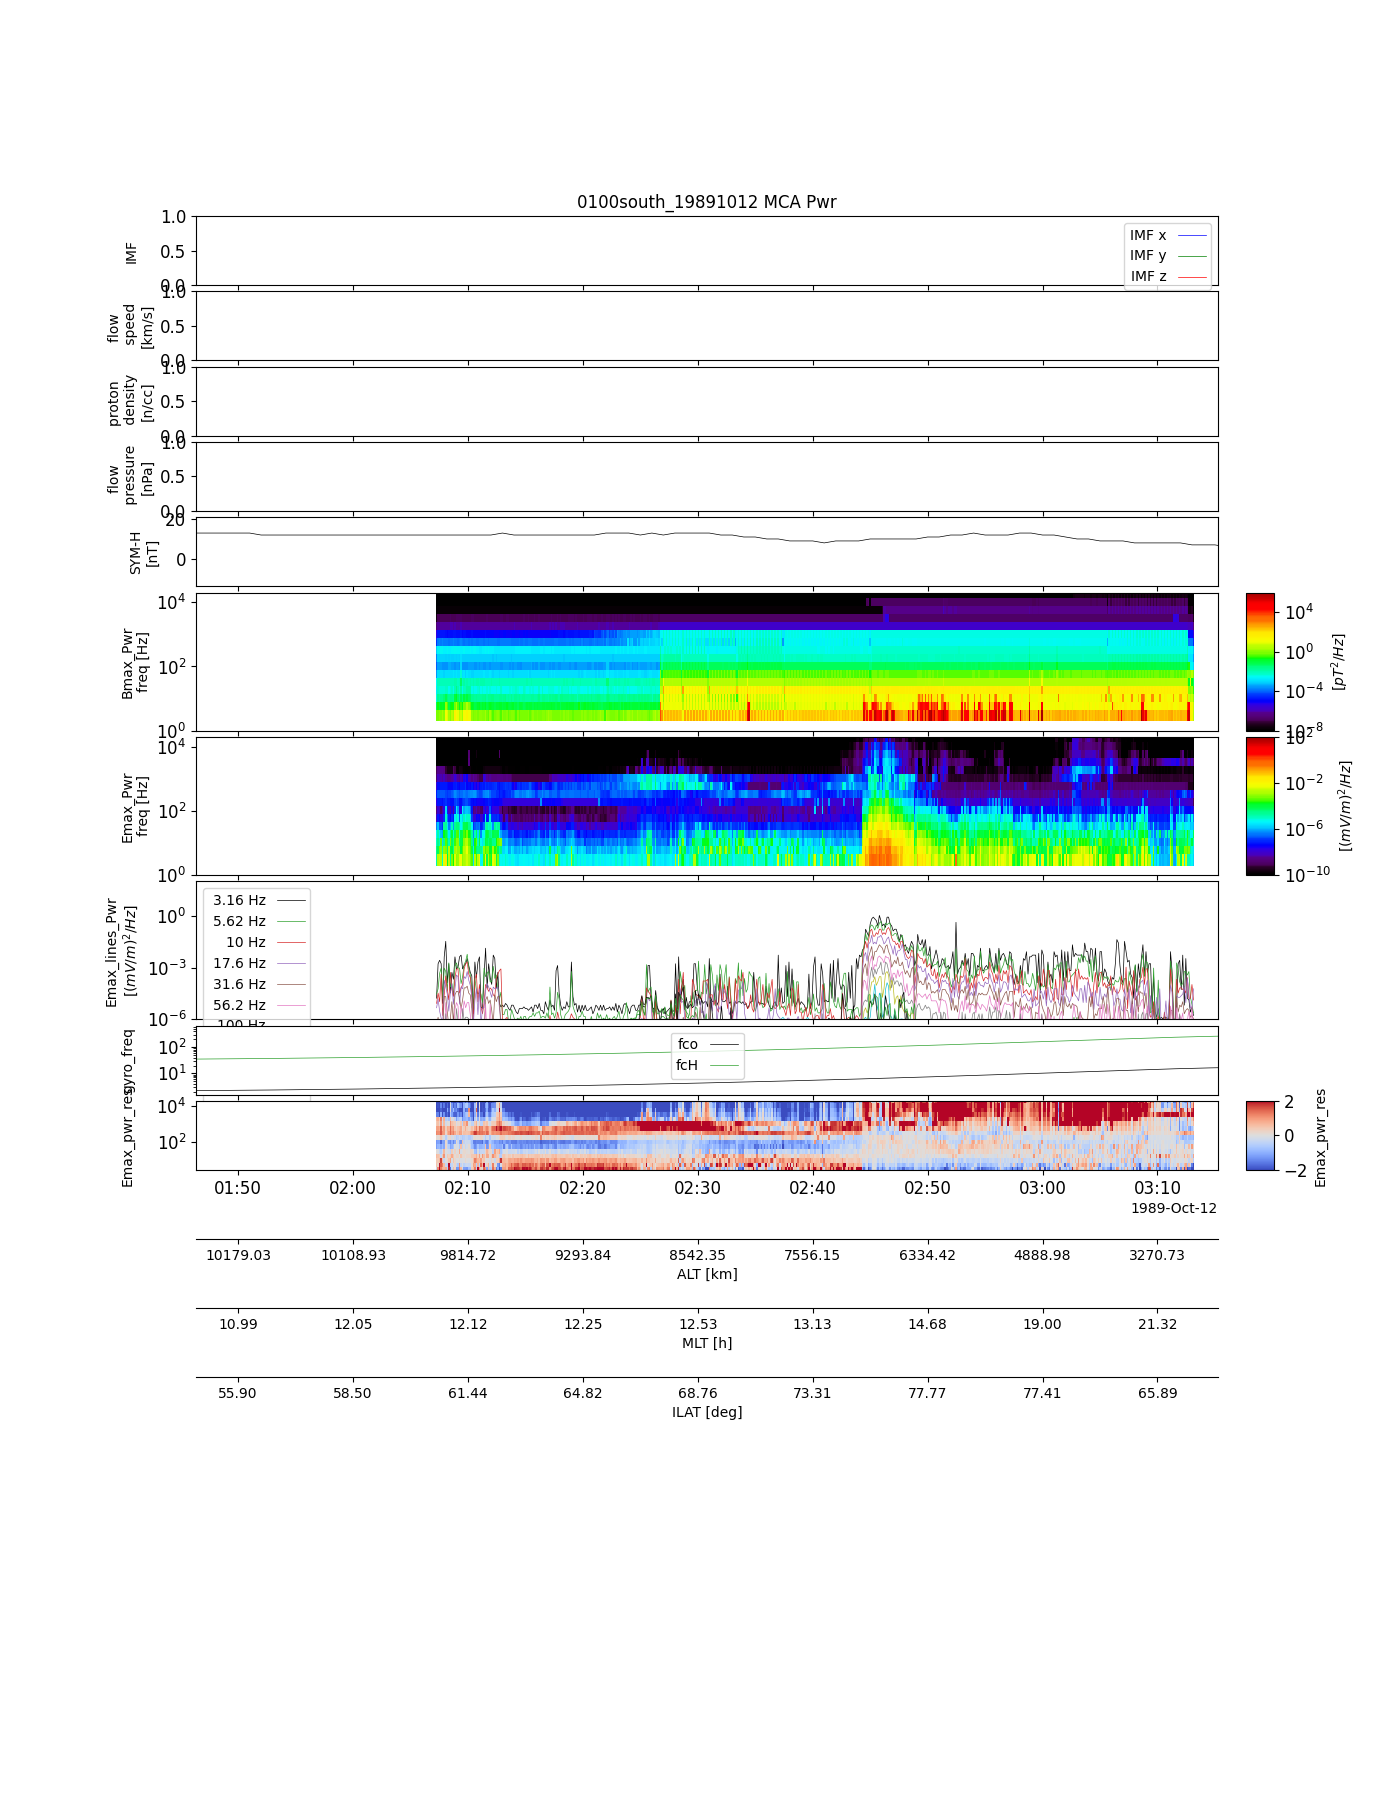 0100south_19891012 MCA Pwr
1.0
0.5
0.0
IMF
IMF x
IMF y
IMF z
1.0
0.5
0.0
flow
speed
[km/s]
1.0
0.5
0.0
proton
density
[n/cc]
1.0
0.5
0.0
flow
pressure
[nPa]
20
0
SYM-H
[nT]
10^4
10^2
10^0
Bmax_Pwr
freq [Hz]
10^4
10^0
10^-4
10^-8
[pT^2/Hz]
10^4
10^2
10^0
Emax_Pwr
freq [Hz]
10^2
10^-2
10^-6
10^-10
[(mV/m)^2/Hz]
10^0
10^-3
10^-6
Emax_lines_Pwr
[(mV/m)^2/Hz]
3.16 Hz
5.62 Hz
10 Hz
17.6 Hz
31.6 Hz
56.2 Hz
100 Hz
10^2
10^1
gyro_freq
fco
fcH
10^4
10^2
Emax_pwr_res
2
0
−2
Emax_pwr_res
01:50 02:00 02:10 02:20 02:30 02:40 02:50 03:00 03:10
1989-Oct-12
10179.03 10108.93 9814.72 9293.84 8542.35 7556.15 6334.42 4888.98 3270.73
ALT [km]
10.99 12.05 12.12 12.25 12.53 13.13 14.68 19.00 21.32
MLT [h]
55.90 58.50 61.44 64.82 68.76 73.31 77.77 77.41 65.89
ILAT [deg]